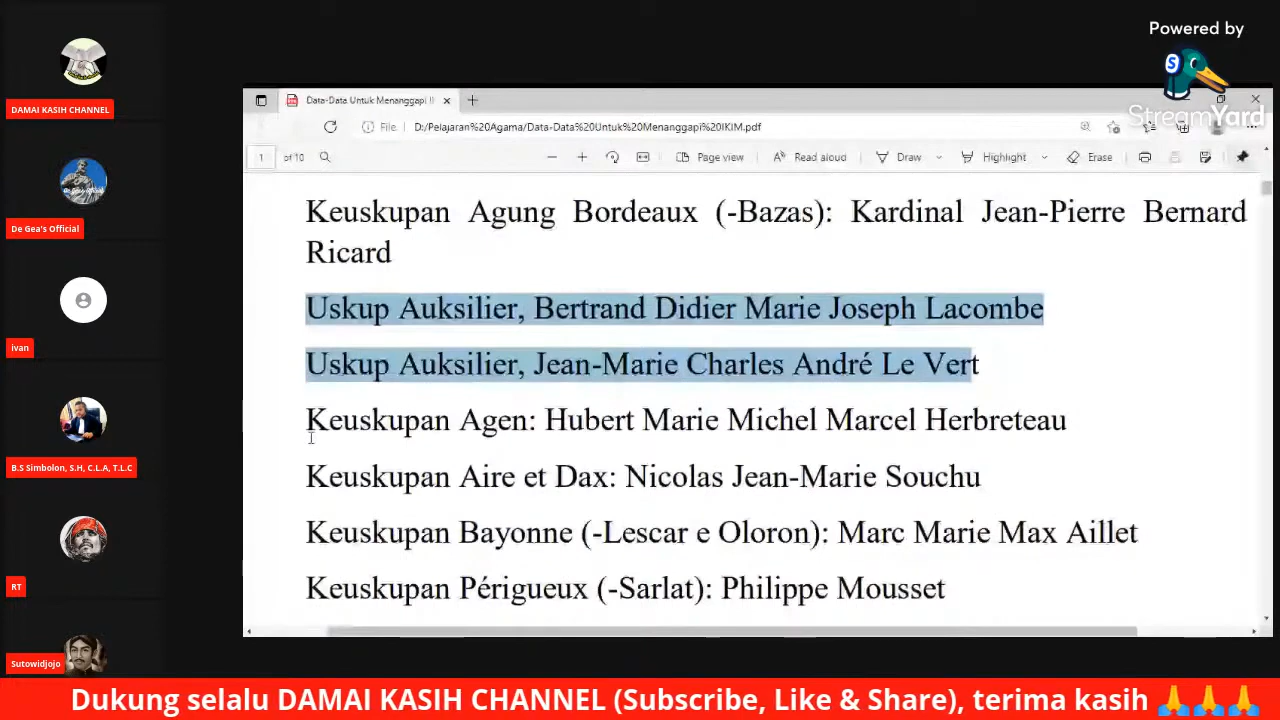 Powered by
StreamYard
DAMAI KASIH CHANNEL
De Gea's Official
ivan
B.S Simbolon, S.H, C.L.A, T.L.C
RT
Sutowidjojo
Data-Data Untuk Menanggapi
File D:/Pelajaran%20Agama/Data-Data%20Untuk%20Menanggapi%20IKIM.pdf
1 of 10 Page view Read aloud Draw Highlight Erase
Keuskupan Agung Bordeaux (-Bazas): Kardinal Jean-Pierre Bernard
Ricard
Uskup Auksilier, Bertrand Didier Marie Joseph Lacombe
Uskup Auksilier, Jean-Marie Charles André Le Vert
Keuskupan Agen: Hubert Marie Michel Marcel Herbreteau
Keuskupan Aire et Dax: Nicolas Jean-Marie Souchu
Keuskupan Bayonne (-Lescar e Oloron): Marc Marie Max Aillet
Keuskupan Périgueux (-Sarlat): Philippe Mousset
Dukung selalu DAMAI KASIH CHANNEL (Subscribe, Like & Share), terima kasih 🙏🙏🙏